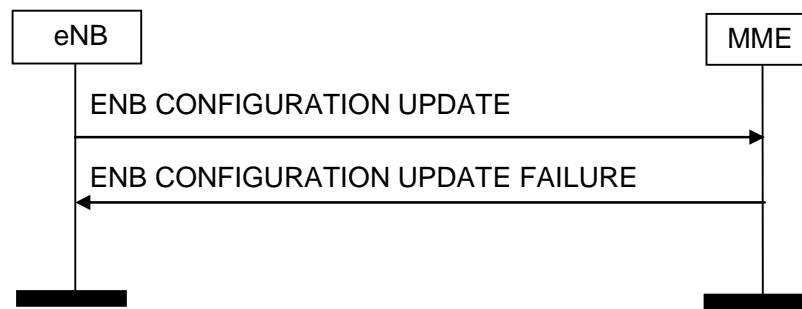 eNB
MME
ENB CONFIGURATION UPDATE
ENB CONFIGURATION UPDATE FAILURE